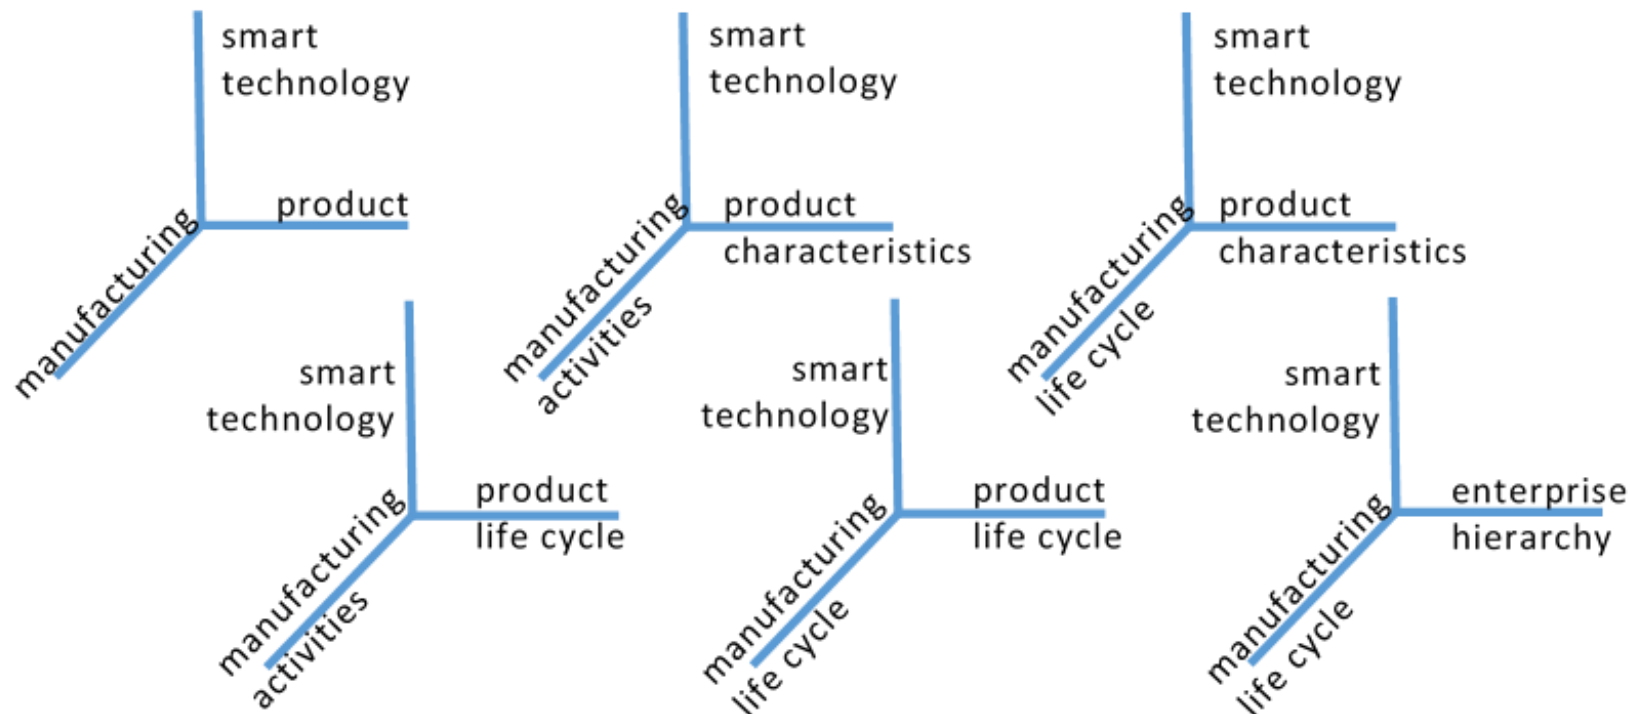 smart
technology
product
manufacturing
smart
technology
product
characteristics
manufacturing
activities
smart
technology
product
characteristics
manufacturing
life cycle
smart
technology
product
life cycle
manufacturing
activities
smart
technology
product
life cycle
manufacturing
life cycle
smart
technology
enterprise
hierarchy
manufacturing
life cycle